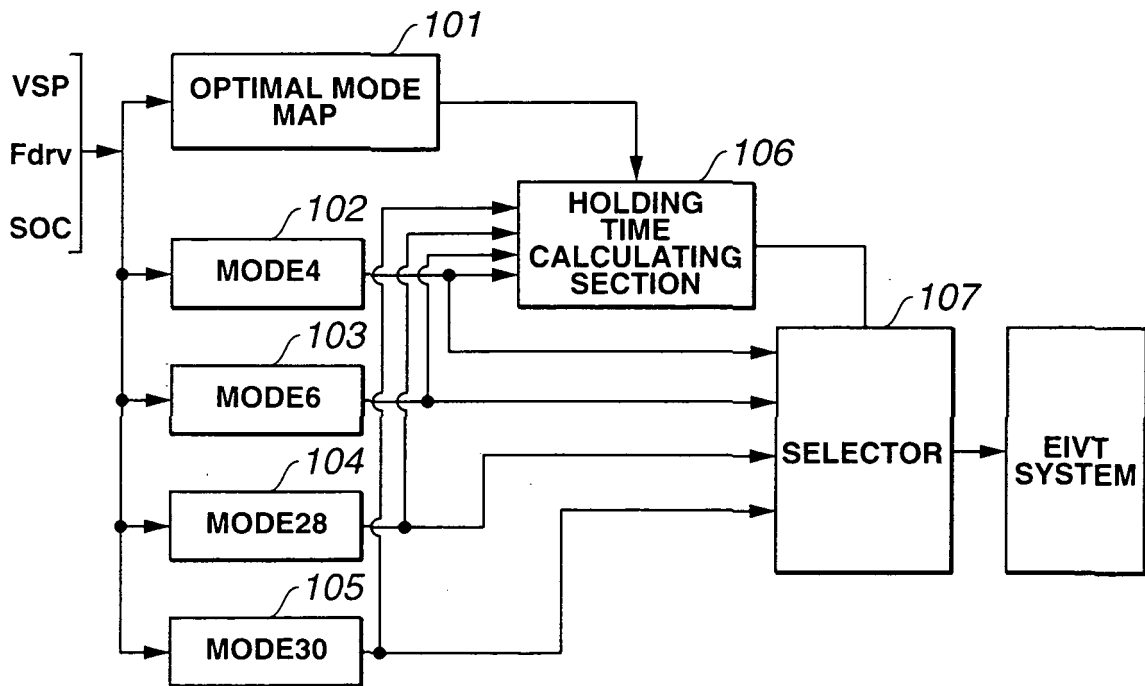 101
OPTIMAL MODE
MAP
VSP
Fdrv
SOC
102
MODE4
103
MODE6
104
MODE28
105
MODE30
106
HOLDING
TIME
CALCULATING
SECTION
107
SELECTOR
EIVT
SYSTEM